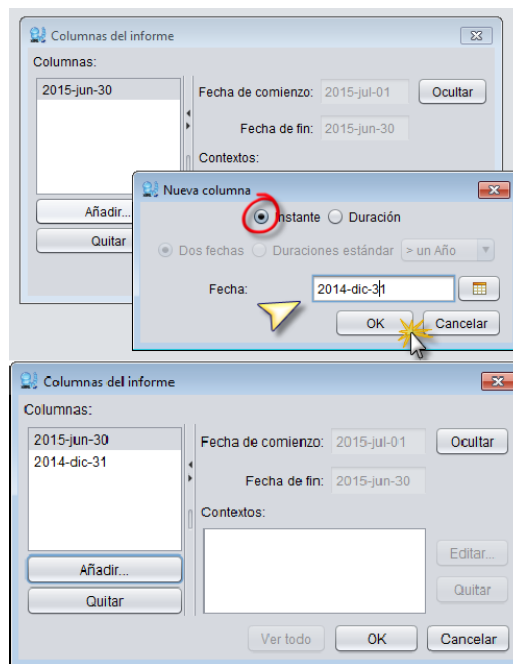 Columnas del informe
Columnas:
2015-jun-30
Fecha de comienzo: 2015-jul-01 Ocultar
Fecha de fin: 2015-jun-30
Contextos:
Añadir...
Quitar
Nueva columna
Instante Duración
Dos fechas Duraciones estándar > un Año
Fecha: 2014-dic-31
OK Cancelar
Columnas del informe
Columnas:
2015-jun-30
2014-dic-31
Fecha de comienzo: 2015-jul-01 Ocultar
Fecha de fin: 2015-jun-30
Contextos:
Editar...
Quitar
Añadir...
Quitar
Ver todo OK Cancelar